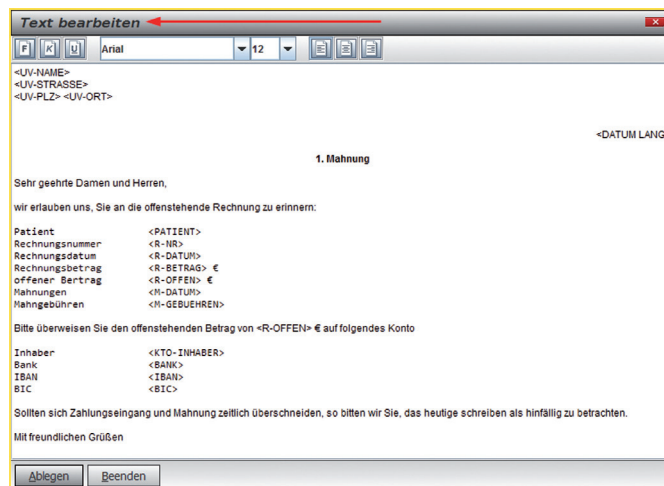 Text bearbeiten
F K U Arial 12
<UV-NAME>
<UV-STRASSE>
<UV-PLZ> <UV-ORT>
<DATUM LANG
1. Mahnung
Sehr geehrte Damen und Herren,
wir erlauben uns, Sie an die offenstehende Rechnung zu erinnern:
Patient <PATIENT>
Rechnungsnummer <R-NR>
Rechnungsdatum <R-DATUM>
Rechnungsbetrag <R-BETRAG> €
offener Bertrag <R-OFFEN> €
Mahnungen <M-DATUM>
Mahngebühren <M-GEBUEHREN>
Bitte überweisen Sie den offenstehenden Betrag von <R-OFFEN> € auf folgendes Konto
Inhaber <KTO-INHABER>
Bank <BANK>
IBAN <IBAN>
BIC <BIC>
Sollten sich Zahlungseingang und Mahnung zeitlich überschneiden, so bitten wir Sie, das heutige schreiben als hinfällig zu betrachten.
Mit freundlichen Grüßen
Ablegen Beenden